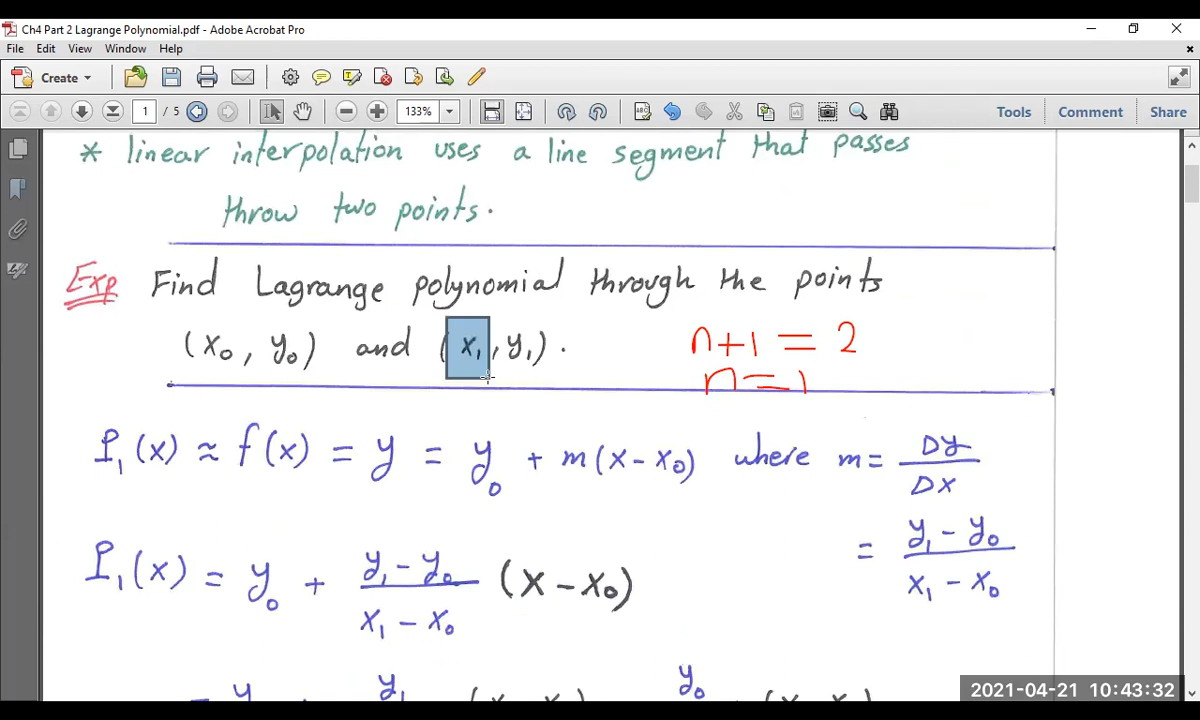 Ch4 Part 2 Lagrange Polynomial.pdf - Adobe Acrobat Pro
File Edit View Window Help
Create 1 / 5 133% Tools Comment Share
* linear interpolation uses a line segment that passes
throw two points.
Exp Find Lagrange polynomial through the points
(x₀, y₀) and (x₁, y₁). n+1 = 2
n=1
P₁(x) ≈ f(x) = y = y₀ + m(x-x₀) where m = Δy/Δx
= (y₁ - y₀)/(x₁ - x₀)
P₁(x) = y₀ + (y₁ - y₀)/(x₁ - x₀) (x - x₀)
2021-04-21 10:43:32